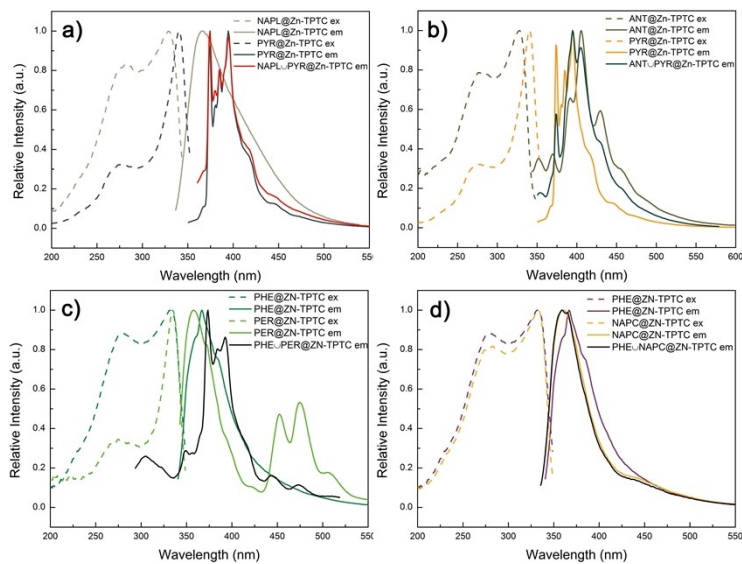 a)
NAPL@Zn-TPTC ex
NAPL@Zn-TPTC em
PYR@Zn-TPTC ex
PYR@Zn-TPTC em
NAPL∪PYR@Zn-TPTC em
Relative Intensity (a.u.)
1.0
0.8
0.6
0.4
0.2
0.0
200 250 300 350 400 450 500 550
Wavelength (nm)
b)
ANT@Zn-TPTC ex
ANT@Zn-TPTC em
PYR@Zn-TPTC ex
PYR@Zn-TPTC em
ANT∪PYR@Zn-TPTC em
Relative Intensity (a.u.)
1.0
0.8
0.6
0.4
0.2
0.0
200 250 300 350 400 450 500 550 600
Wavelength (nm)
c)
PHE@ZN-TPTC ex
PHE@ZN-TPTC em
PER@ZN-TPTC ex
PER@ZN-TPTC em
PHE∪PER@ZN-TPTC em
Relative Intensity (a.u.)
1.0
0.8
0.6
0.4
0.2
0.0
200 250 300 350 400 450 500 550
Wavelength (nm)
d)
PHE@ZN-TPTC ex
PHE@ZN-TPTC em
NAPC@ZN-TPTC ex
NAPC@ZN-TPTC em
PHE∪NAPC@ZN-TPTC em
Relative Intensity (a.u.)
1.0
0.8
0.6
0.4
0.2
0.0
200 250 300 350 400 450 500 550
Wavelength (nm)